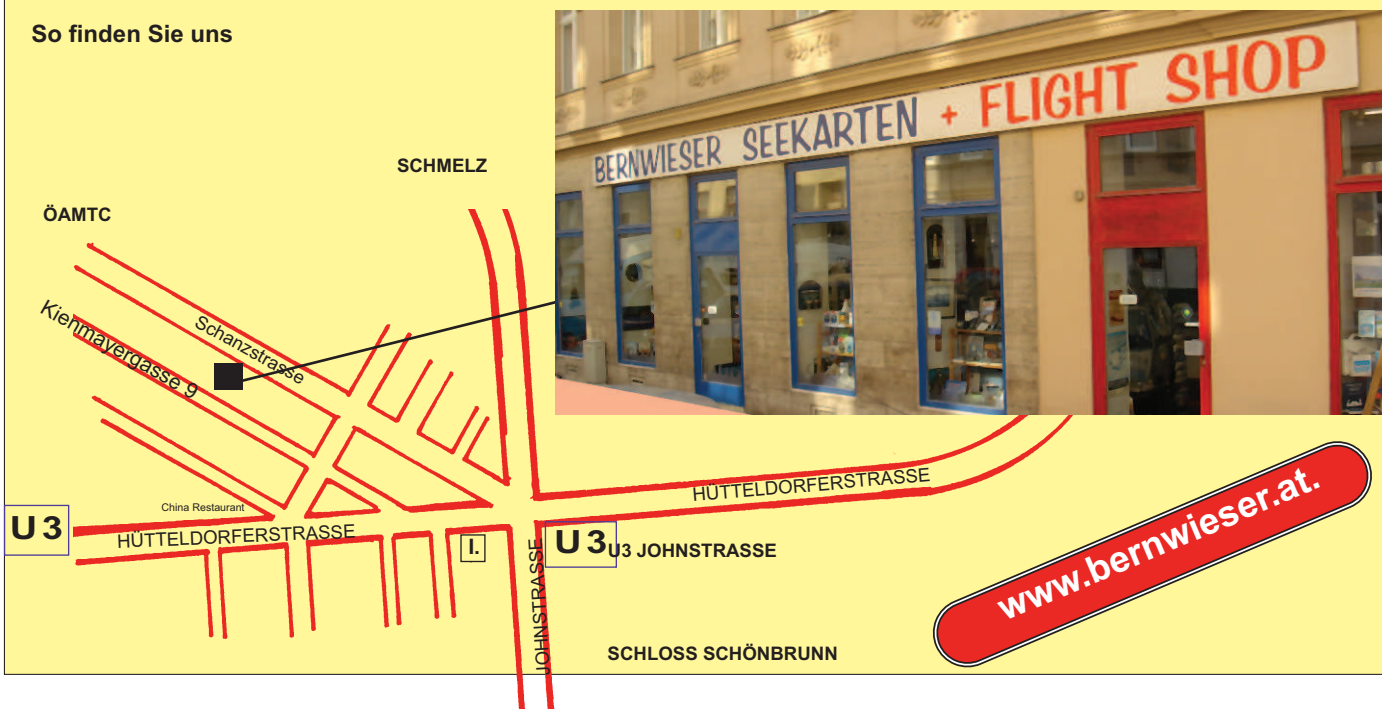 So finden Sie uns
BERNWIESER SEEKARTEN + FLIGHT SHOP
SCHMELZ
ÖAMTC
Schanzstrasse
Kiehmayergasse 9
China Restaurant
HÜTTELDORFERSTRASSE
U 3
HÜTTELDORFERSTRASSE
I.
U 3
U3 JOHNSTRASSE
JOHNSTRASSE
www.bernwieser.at.
SCHLOSS SCHÖNBRUNN